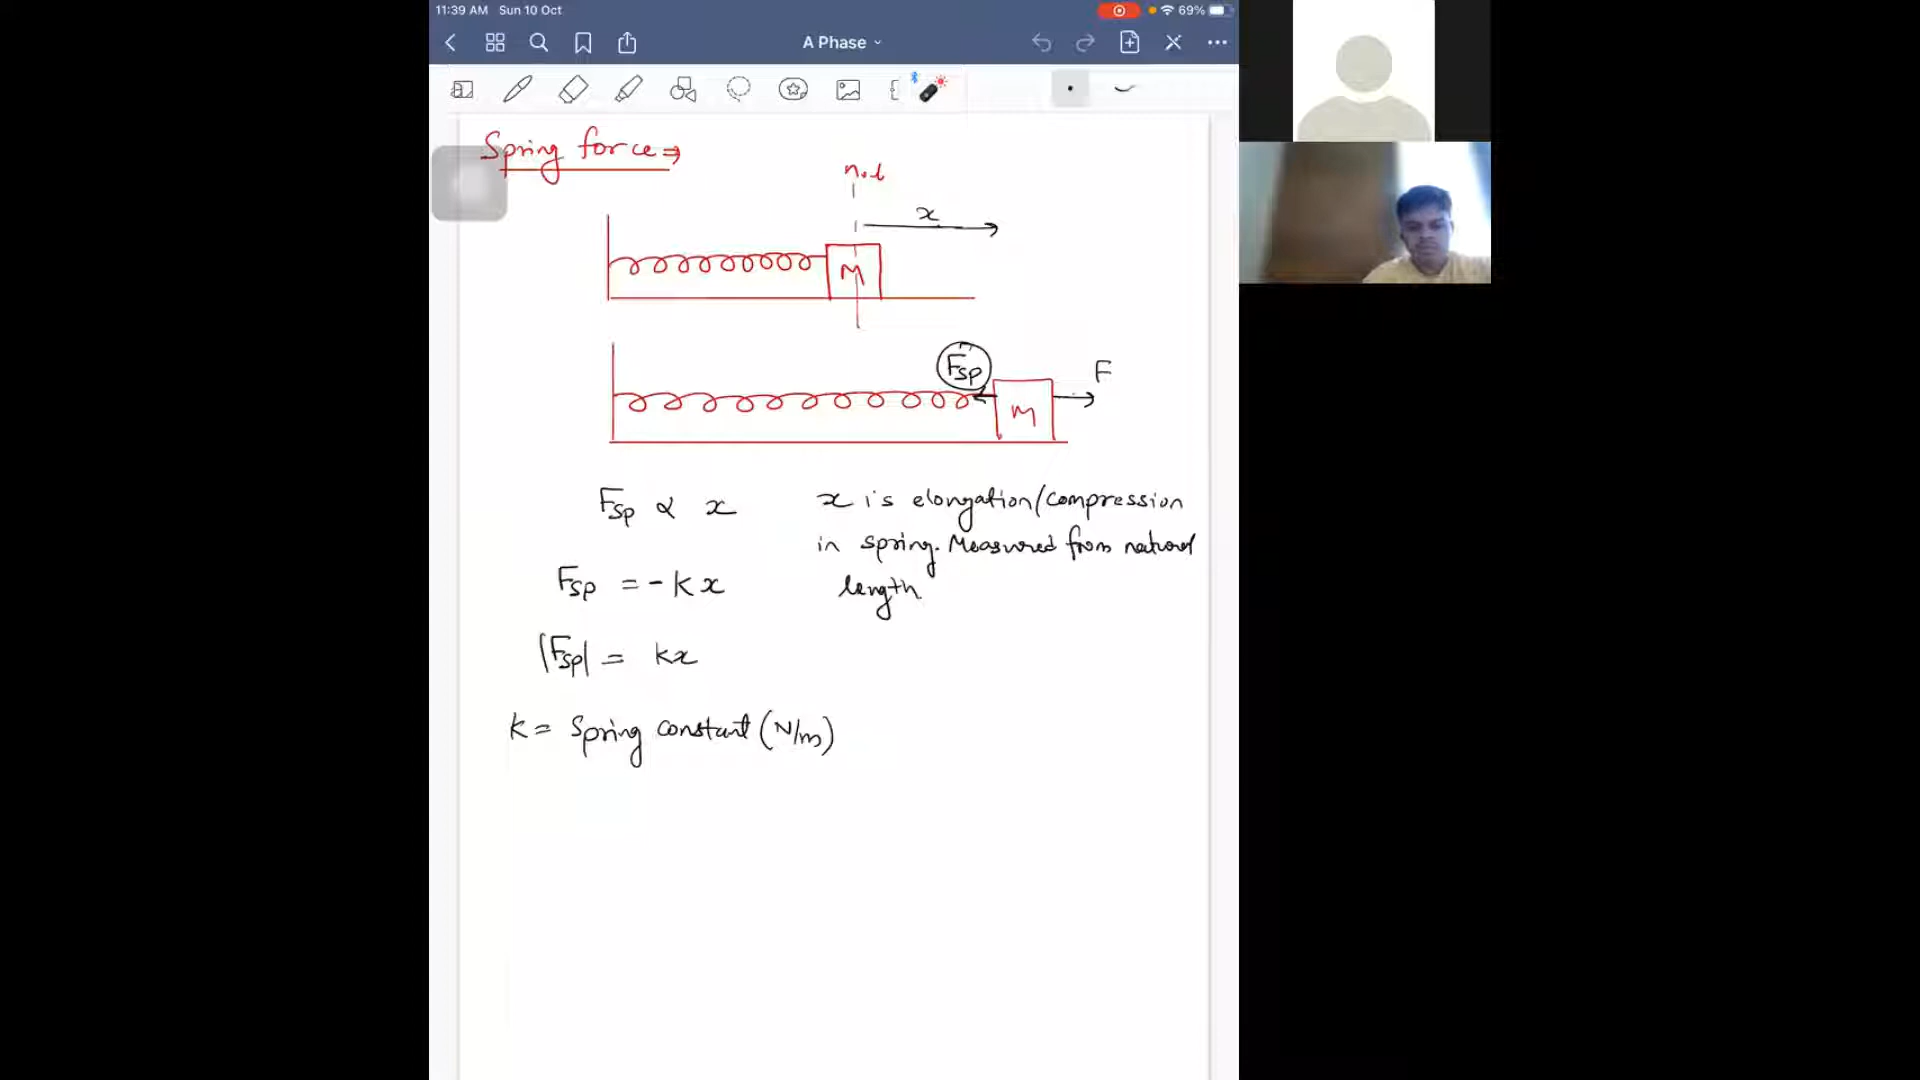 11:39 AM Sun 10 Oct
69%
A Phase
Spring force ⇒
n.l
x
M
Fsp
F
M
Fsp ∝ x
x is elongation/compression
in spring. Measured from natural
length.
Fsp = -kx
|Fsp| = kx
k = Spring constant (N/m)